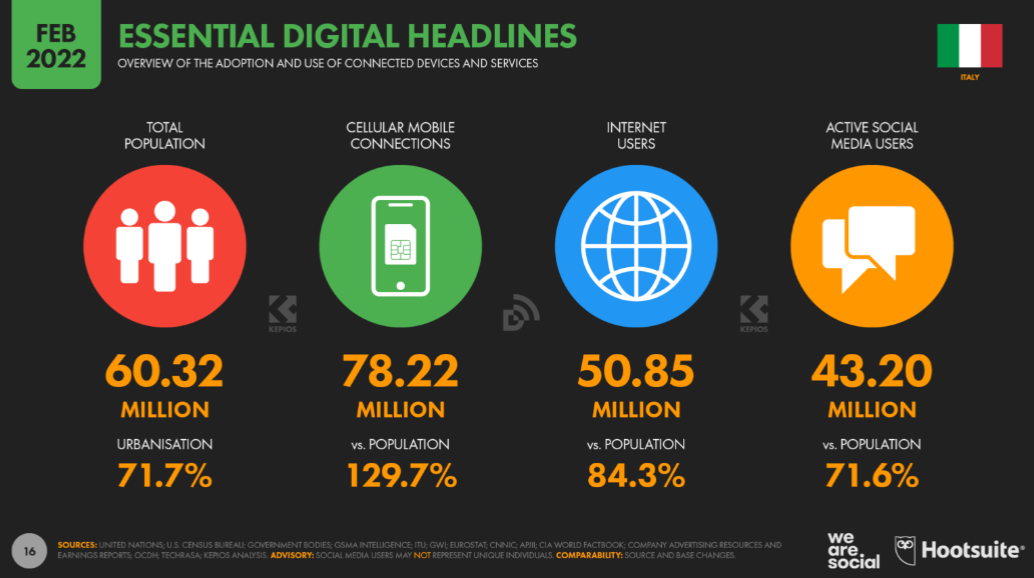 FEB
2022
ESSENTIAL DIGITAL HEADLINES
OVERVIEW OF THE ADOPTION AND USE OF CONNECTED DEVICES AND SERVICES
ITALY
TOTAL
POPULATION
CELLULAR MOBILE
CONNECTIONS
INTERNET
USERS
ACTIVE SOCIAL
MEDIA USERS
KEPIOS
KEPIOS
60.32
MILLION
URBANISATION
71.7%
78.22
MILLION
vs. POPULATION
129.7%
50.85
MILLION
vs. POPULATION
84.3%
43.20
MILLION
vs. POPULATION
71.6%
16
SOURCES: UNITED NATIONS; U.S. CENSUS BUREAU; GOVERNMENT BODIES; GSMA INTELLIGENCE; ITU; GWI; EUROSTAT; CNNIC; APJII; CIA WORLD FACTBOOK; COMPANY ADVERTISING RESOURCES AND
EARNINGS REPORTS; OCDH; TECHRASA; KEPIOS ANALYSIS. ADVISORY: SOCIAL MEDIA USERS MAY NOT REPRESENT UNIQUE INDIVIDUALS. COMPARABILITY: SOURCE AND BASE CHANGES.
we
are
social
Hootsuite®